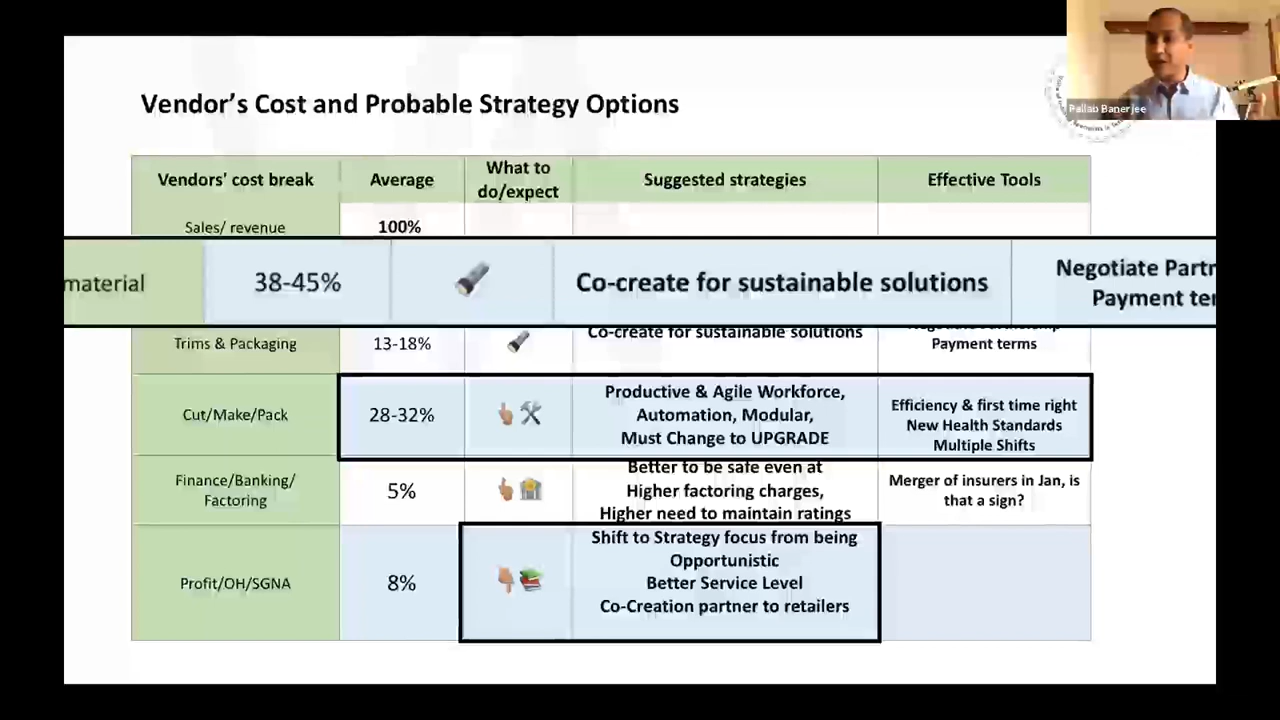 Pallab Banerjee
Vendor's Cost and Probable Strategy Options
Vendors' cost break
Average
What to
do/expect
Suggested strategies
Effective Tools
Sales/ revenue
100%
material
38-45%
Co-create for sustainable solutions
Negotiate Partn
Payment ter
Trims & Packaging
13-18%
Co-create for sustainable solutions
Negotiate Partnership
Payment terms
Cut/Make/Pack
28-32%
Productive & Agile Workforce,
Automation, Modular,
Must Change to UPGRADE
Efficiency & first time right
New Health Standards
Multiple Shifts
Finance/Banking/
Factoring
5%
Better to be safe even at
Higher factoring charges,
Higher need to maintain ratings
Merger of insurers in Jan, is
that a sign?
Profit/OH/SGNA
8%
Shift to Strategy focus from being
Opportunistic
Better Service Level
Co-Creation partner to retailers